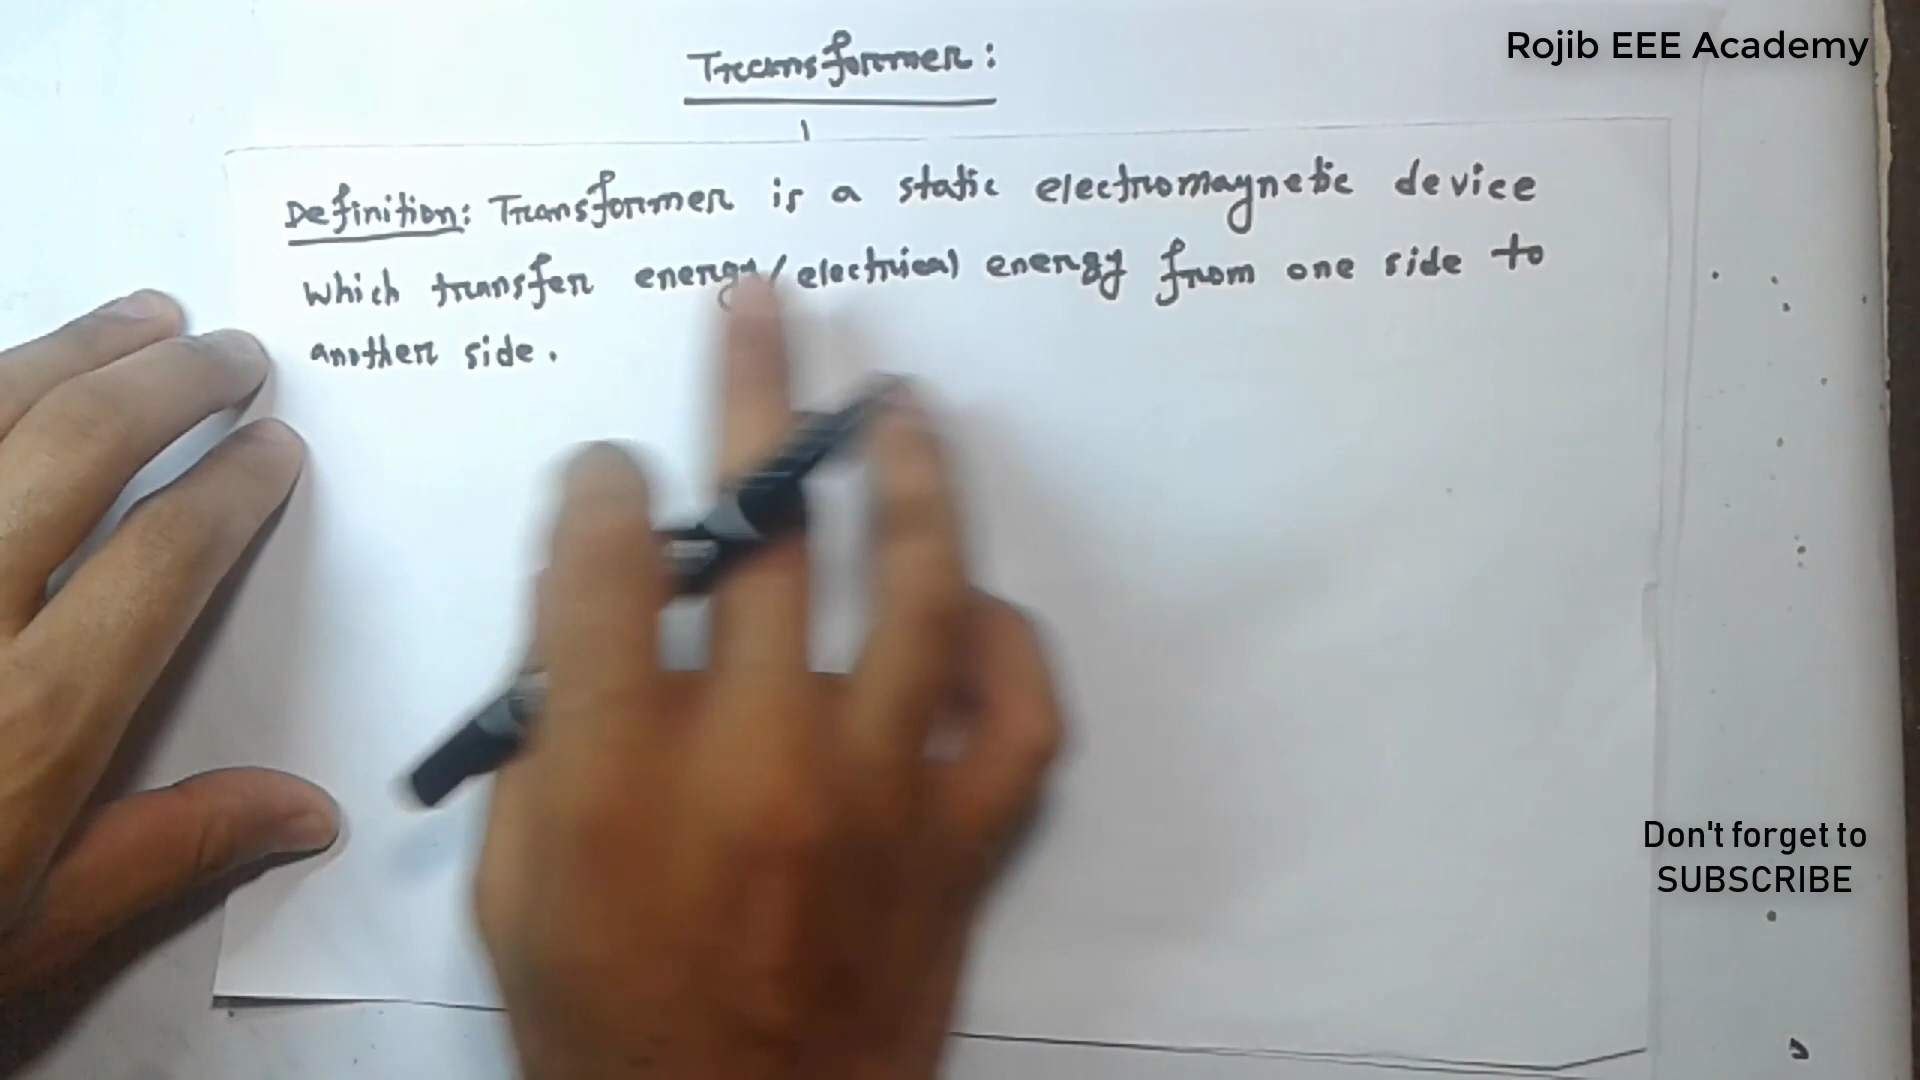 Transformer:
Rojib EEE Academy
Definition: Transformer is a static electromagnetic device
which transfer energy/electrical energy from one side to
another side.
Don't forget to
SUBSCRIBE